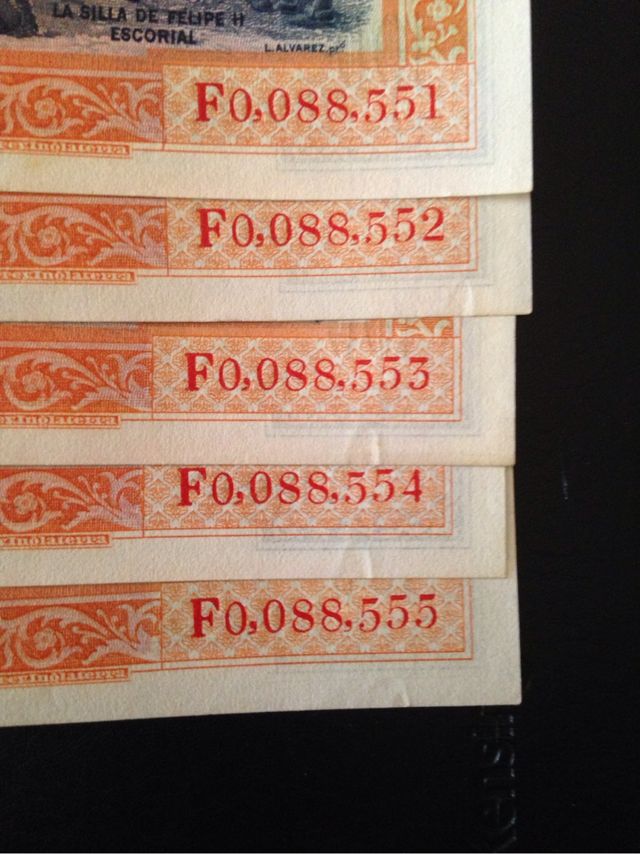 LA SILLA DE FELIPE II
ESCORIAL
L. ALVAREZ.pr
F0,088,551
F0,088,552
F0,088,553
F0,088,554
F0,088,555